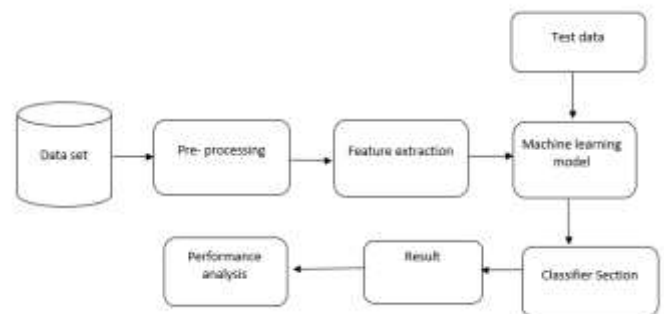 Test data
Data set
Pre- processing
Feature extraction
Machine learning
model
Performance
analysis
Result
Classifier Section